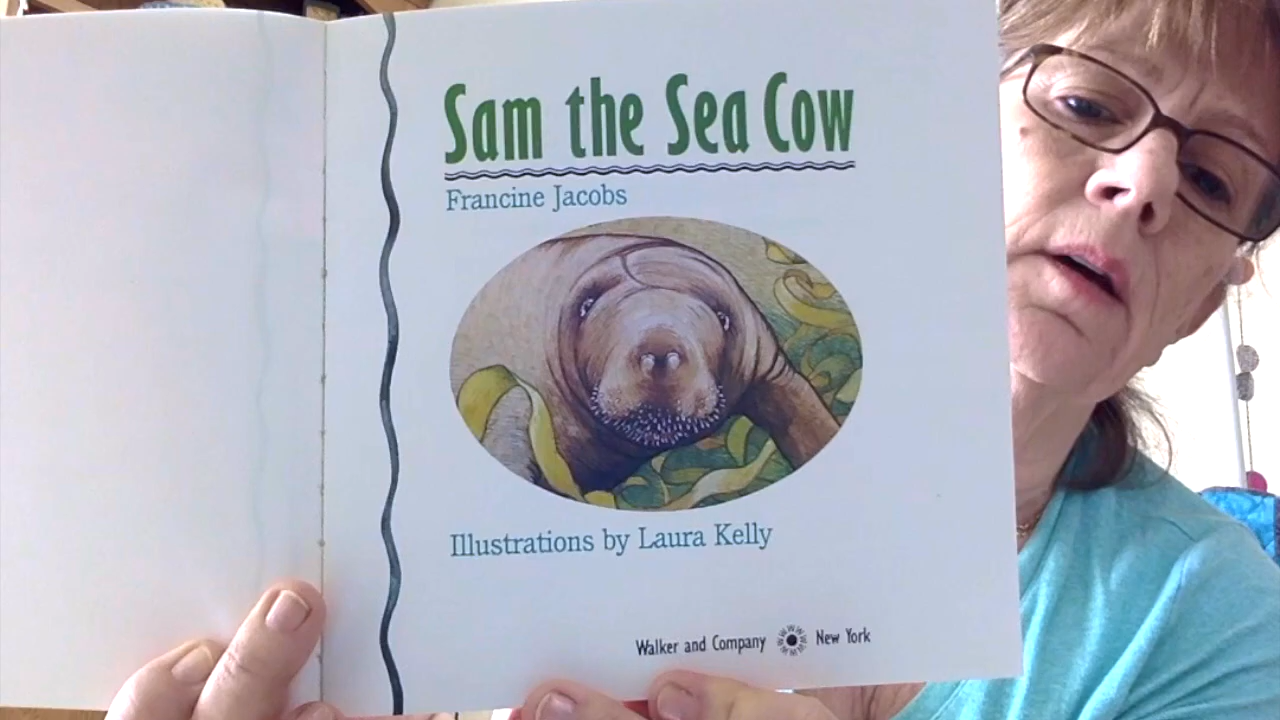 Sam the Sea Cow
Francine Jacobs
Illustrations by Laura Kelly
Walker and Company New York